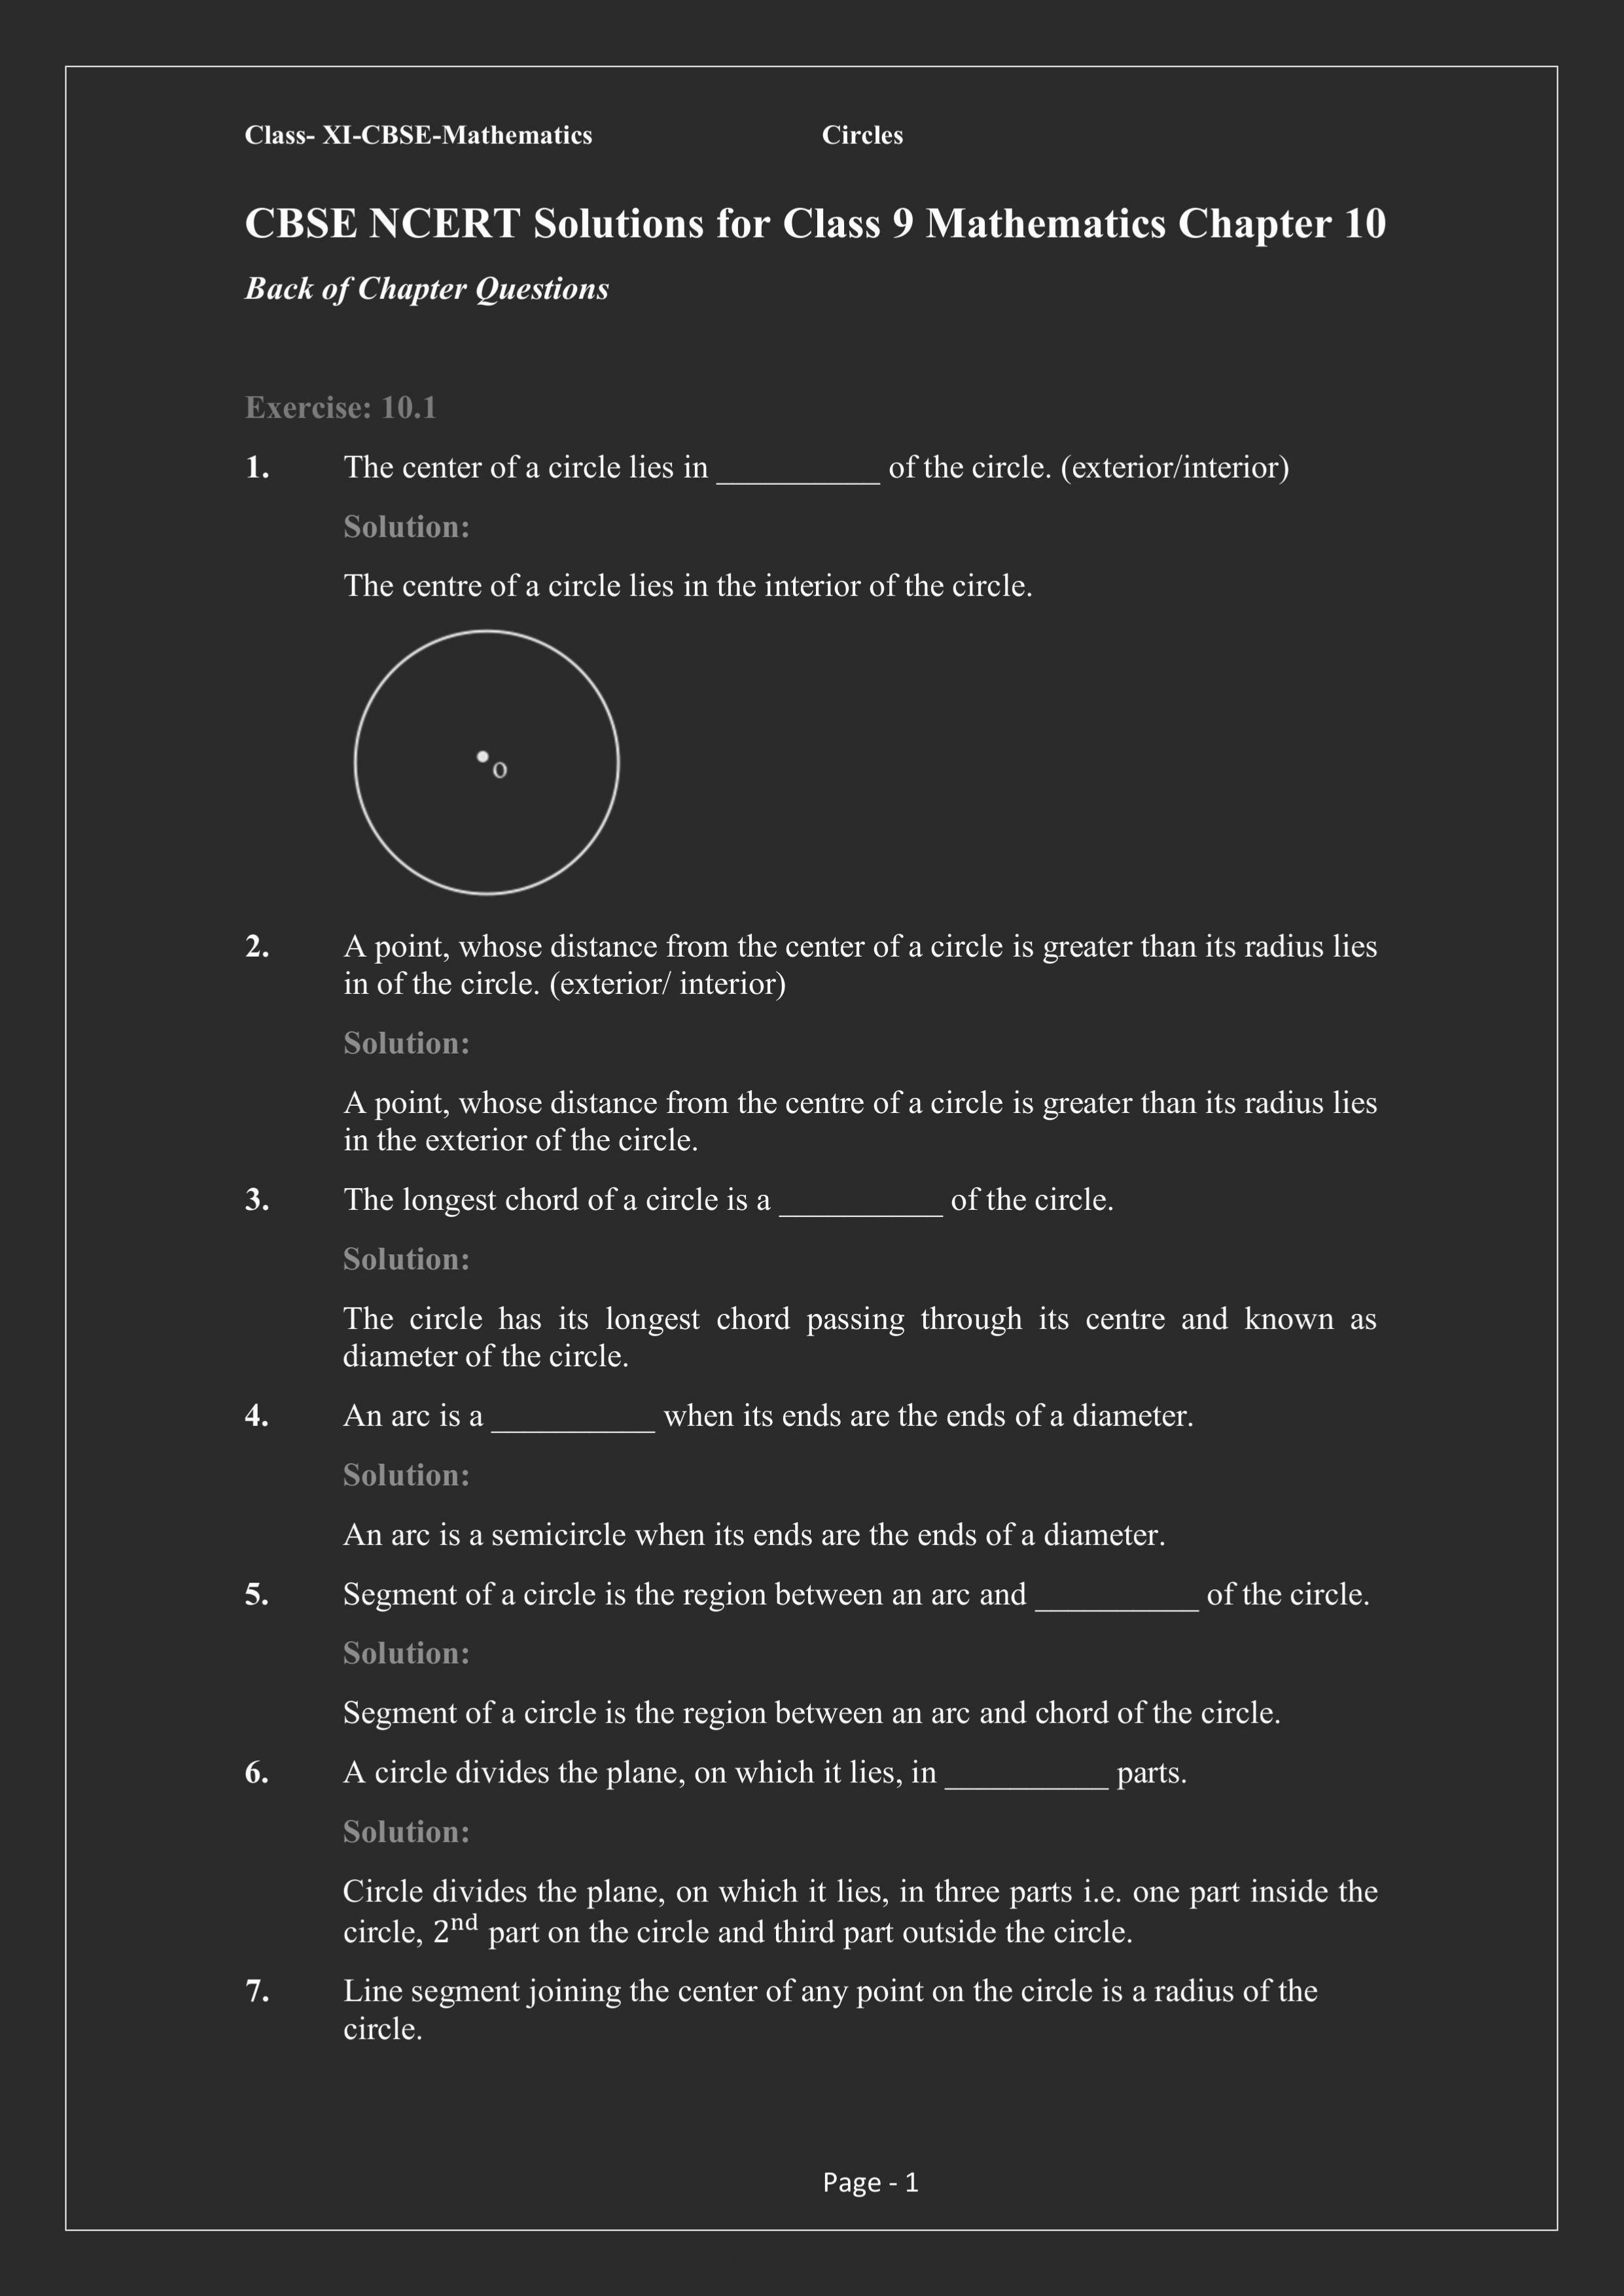 Class- XI-CBSE-Mathematics Circles
CBSE NCERT Solutions for Class 9 Mathematics Chapter 10
Back of Chapter Questions
Exercise: 10.1
1. The center of a circle lies in __________ of the circle. (exterior/interior)
Solution:
The centre of a circle lies in the interior of the circle.
O
2. A point, whose distance from the center of a circle is greater than its radius lies
in of the circle. (exterior/ interior)
Solution:
A point, whose distance from the centre of a circle is greater than its radius lies
in the exterior of the circle.
3. The longest chord of a circle is a __________ of the circle.
Solution:
The circle has its longest chord passing through its centre and known as
diameter of the circle.
4. An arc is a __________ when its ends are the ends of a diameter.
Solution:
An arc is a semicircle when its ends are the ends of a diameter.
5. Segment of a circle is the region between an arc and __________ of the circle.
Solution:
Segment of a circle is the region between an arc and chord of the circle.
6. A circle divides the plane, on which it lies, in __________ parts.
Solution:
Circle divides the plane, on which it lies, in three parts i.e. one part inside the
circle, 2nd part on the circle and third part outside the circle.
7. Line segment joining the center of any point on the circle is a radius of the
circle.
Page - 1